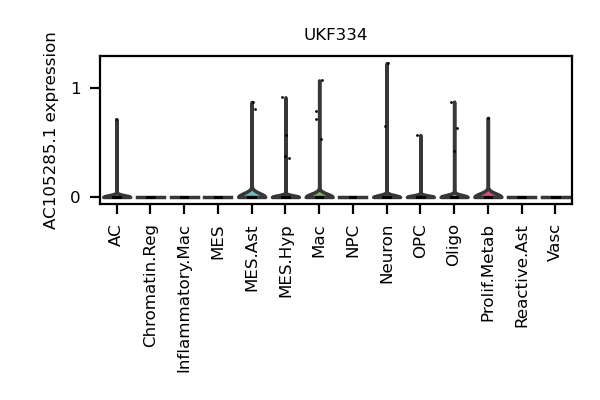 UKF334
AC105285.1 expression
1
0
AC
Chromatin.Reg
Inflammatory.Mac
MES
MES.Ast
MES.Hyp
Mac
NPC
Neuron
OPC
Oligo
Prolif.Metab
Reactive.Ast
Vasc